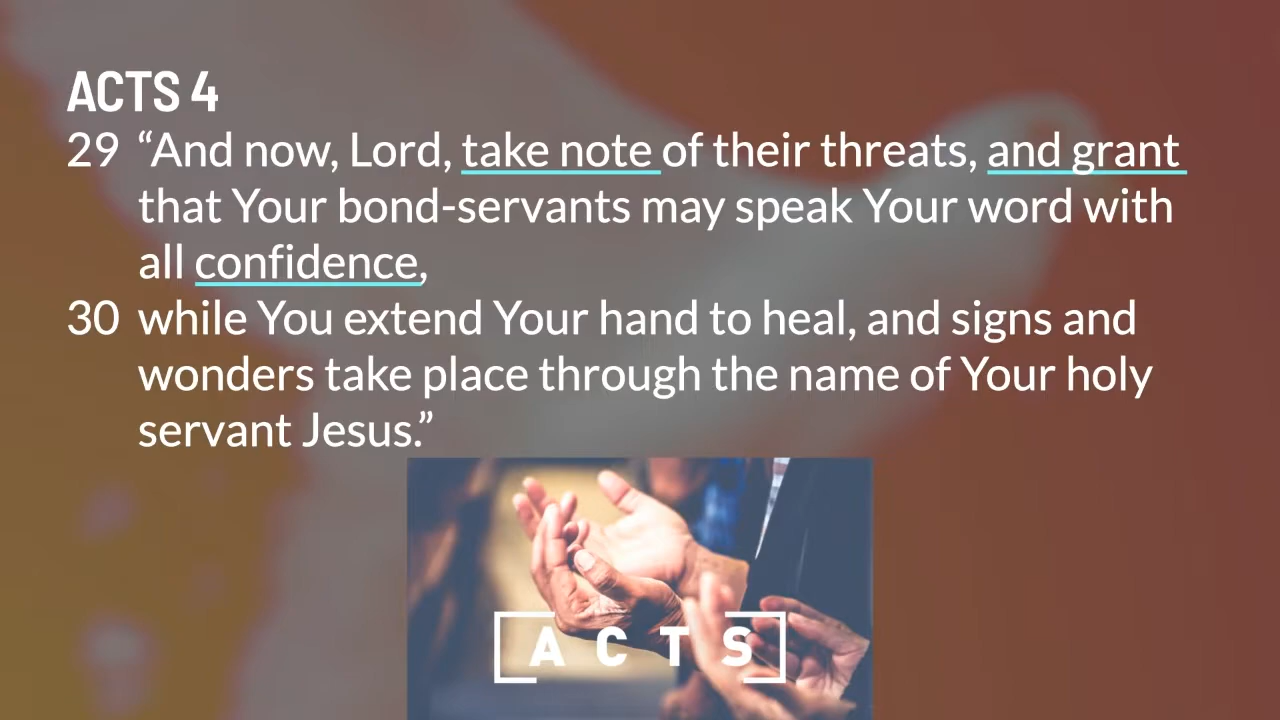 ACTS 4
29 “And now, Lord, take note of their threats, and grant
that Your bond-servants may speak Your word with
all confidence,
30 while You extend Your hand to heal, and signs and
wonders take place through the name of Your holy
servant Jesus.”
ACTS